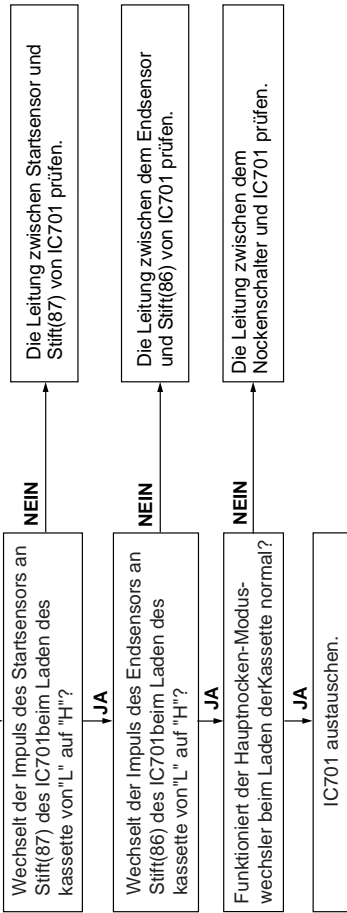 Wechselt der Impuls des Startsensors an
Stift(87) des IC701beim Laden des
kassette von"L" auf "H"?
NEIN
Die Leitung zwischen Startsensor und
Stift(87) von IC701 prüfen.
JA
Wechselt der Impuls des Endsensors an
Stift(86) des IC701beim Laden des
kassette von"L" auf "H"?
NEIN
Die Leitung zwischen dem Endsensor
und Stift(86) von IC701 prüfen.
JA
Funktioniert der Hauptnocken-Modus-
wechsler beim Laden derKassette normal?
NEIN
Die Leitung zwischen dem
Nockenschalter und IC701 prüfen.
JA
IC701 austauschen.